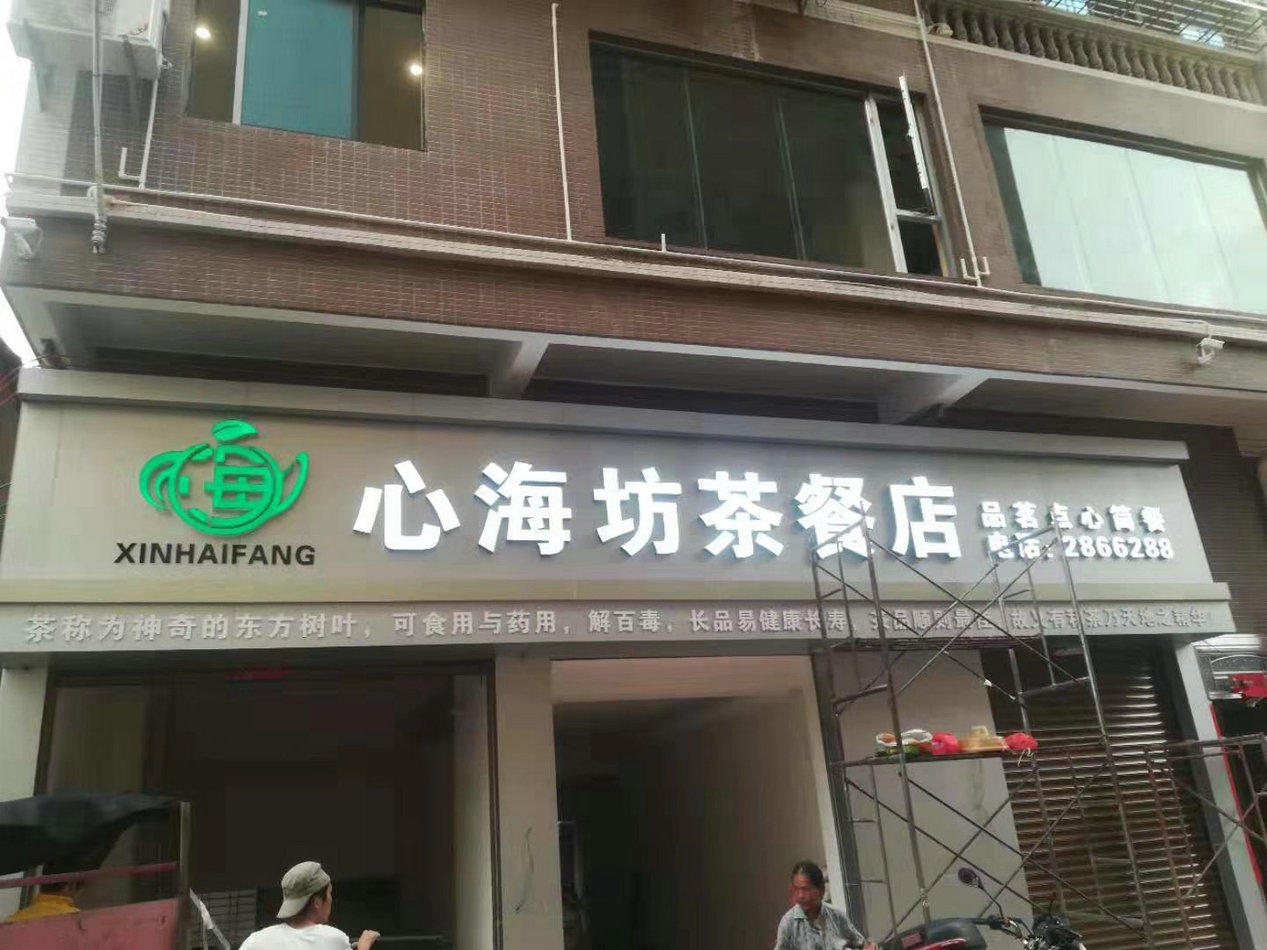 海
XINHAIFANG
心海坊茶餐店
品茗点心简餐
电话:2866288
茶称为神奇的东方树叶，可食用与药用，解百毒，长品易健康长寿，
茶乃天地之精华